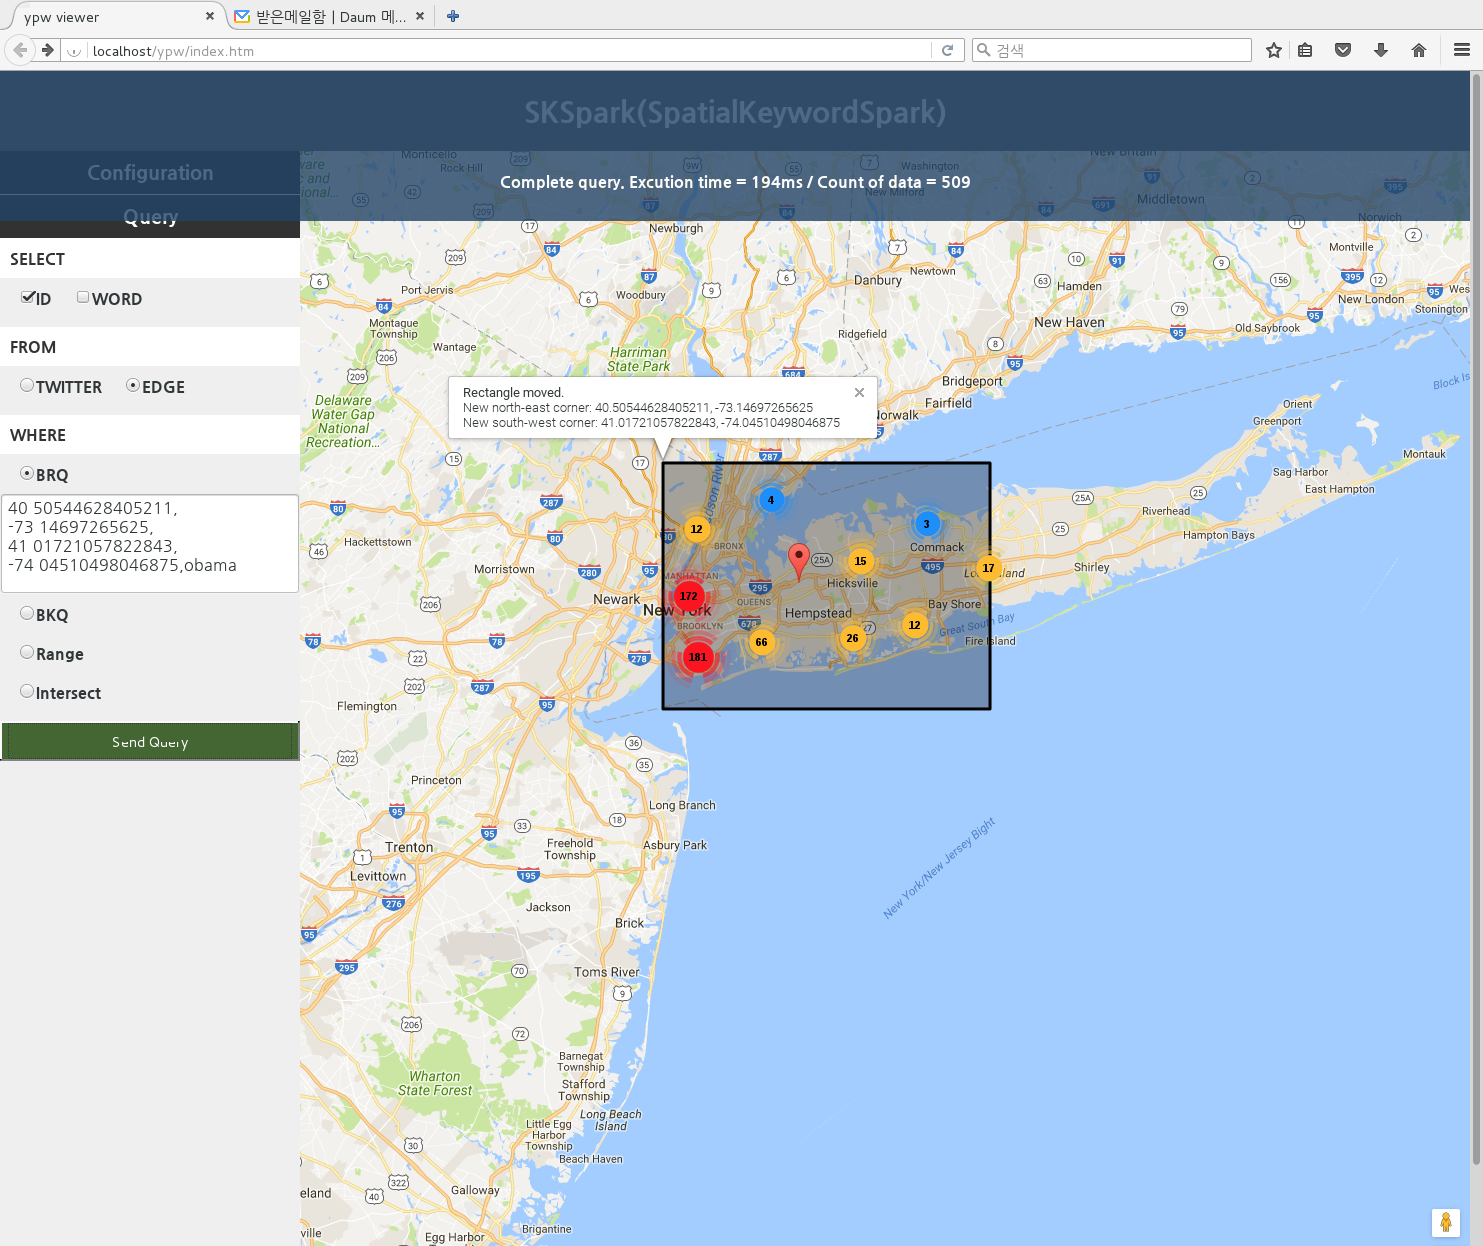 ypw viewer
받은메일함 | Daum 메...
localhost/ypw/index.htm
검색
SKSpark(SpatialKeywordSpark)
Complete query. Excution time = 194ms / Count of data = 509
Configuration
Query
SELECT
ID WORD
FROM
TWITTER EDGE
WHERE
BRQ
40 50544628405211,
-73 14697265625,
41 01721057822843,
-74 04510498046875,obama
BKQ
Range
Intersect
Send Query
Rectangle moved.
New north-east corner: 40.50544628405211, -73.14697265625
New south-west corner: 41.01721057822843, -74.04510498046875
Monticello
Rock Hill
Washington
New Milford
New Britain
Middletown
Norwich
Newburgh
Montville
Danbury
Newtown
Hamden
Port Jervis
Woodbury
New London
Westerly
Stonington
Old Saybrook
New Haven
Montague
Township
Wantage
Ridgefield
Harriman
State Park
Bridgeport
Fairfield
Norwalk
Delaware
Water Gap
National
Recreation...
Block Is
Orient
Greenport
Montauk
Sag Harbor
East Hampton
Riverhead
Hampton Bays
Shirley
Hackettstown
Morristown
Newark
New York
MANHATTAN
BRONX
QUEENS
BROOKLYN
Hempstead
Hicksville
Commack
Long Island
Bay Shore
Great South Bay
Fire Island
4
3
12
15
17
172
12
26
66
181
Flemington
Princeton
Long Branch
Asbury Park
Freehold
Township
Trenton
Levittown
Jackson
Brick
Toms River
New York/New Jersey Bight
Barnegat
Township
Stafford
Township
Wharton
State Forest
Long Beach
Island
Little Egg
Harbor
Township
Beach Haven
Galloway
Brigantine
Egg Harbor